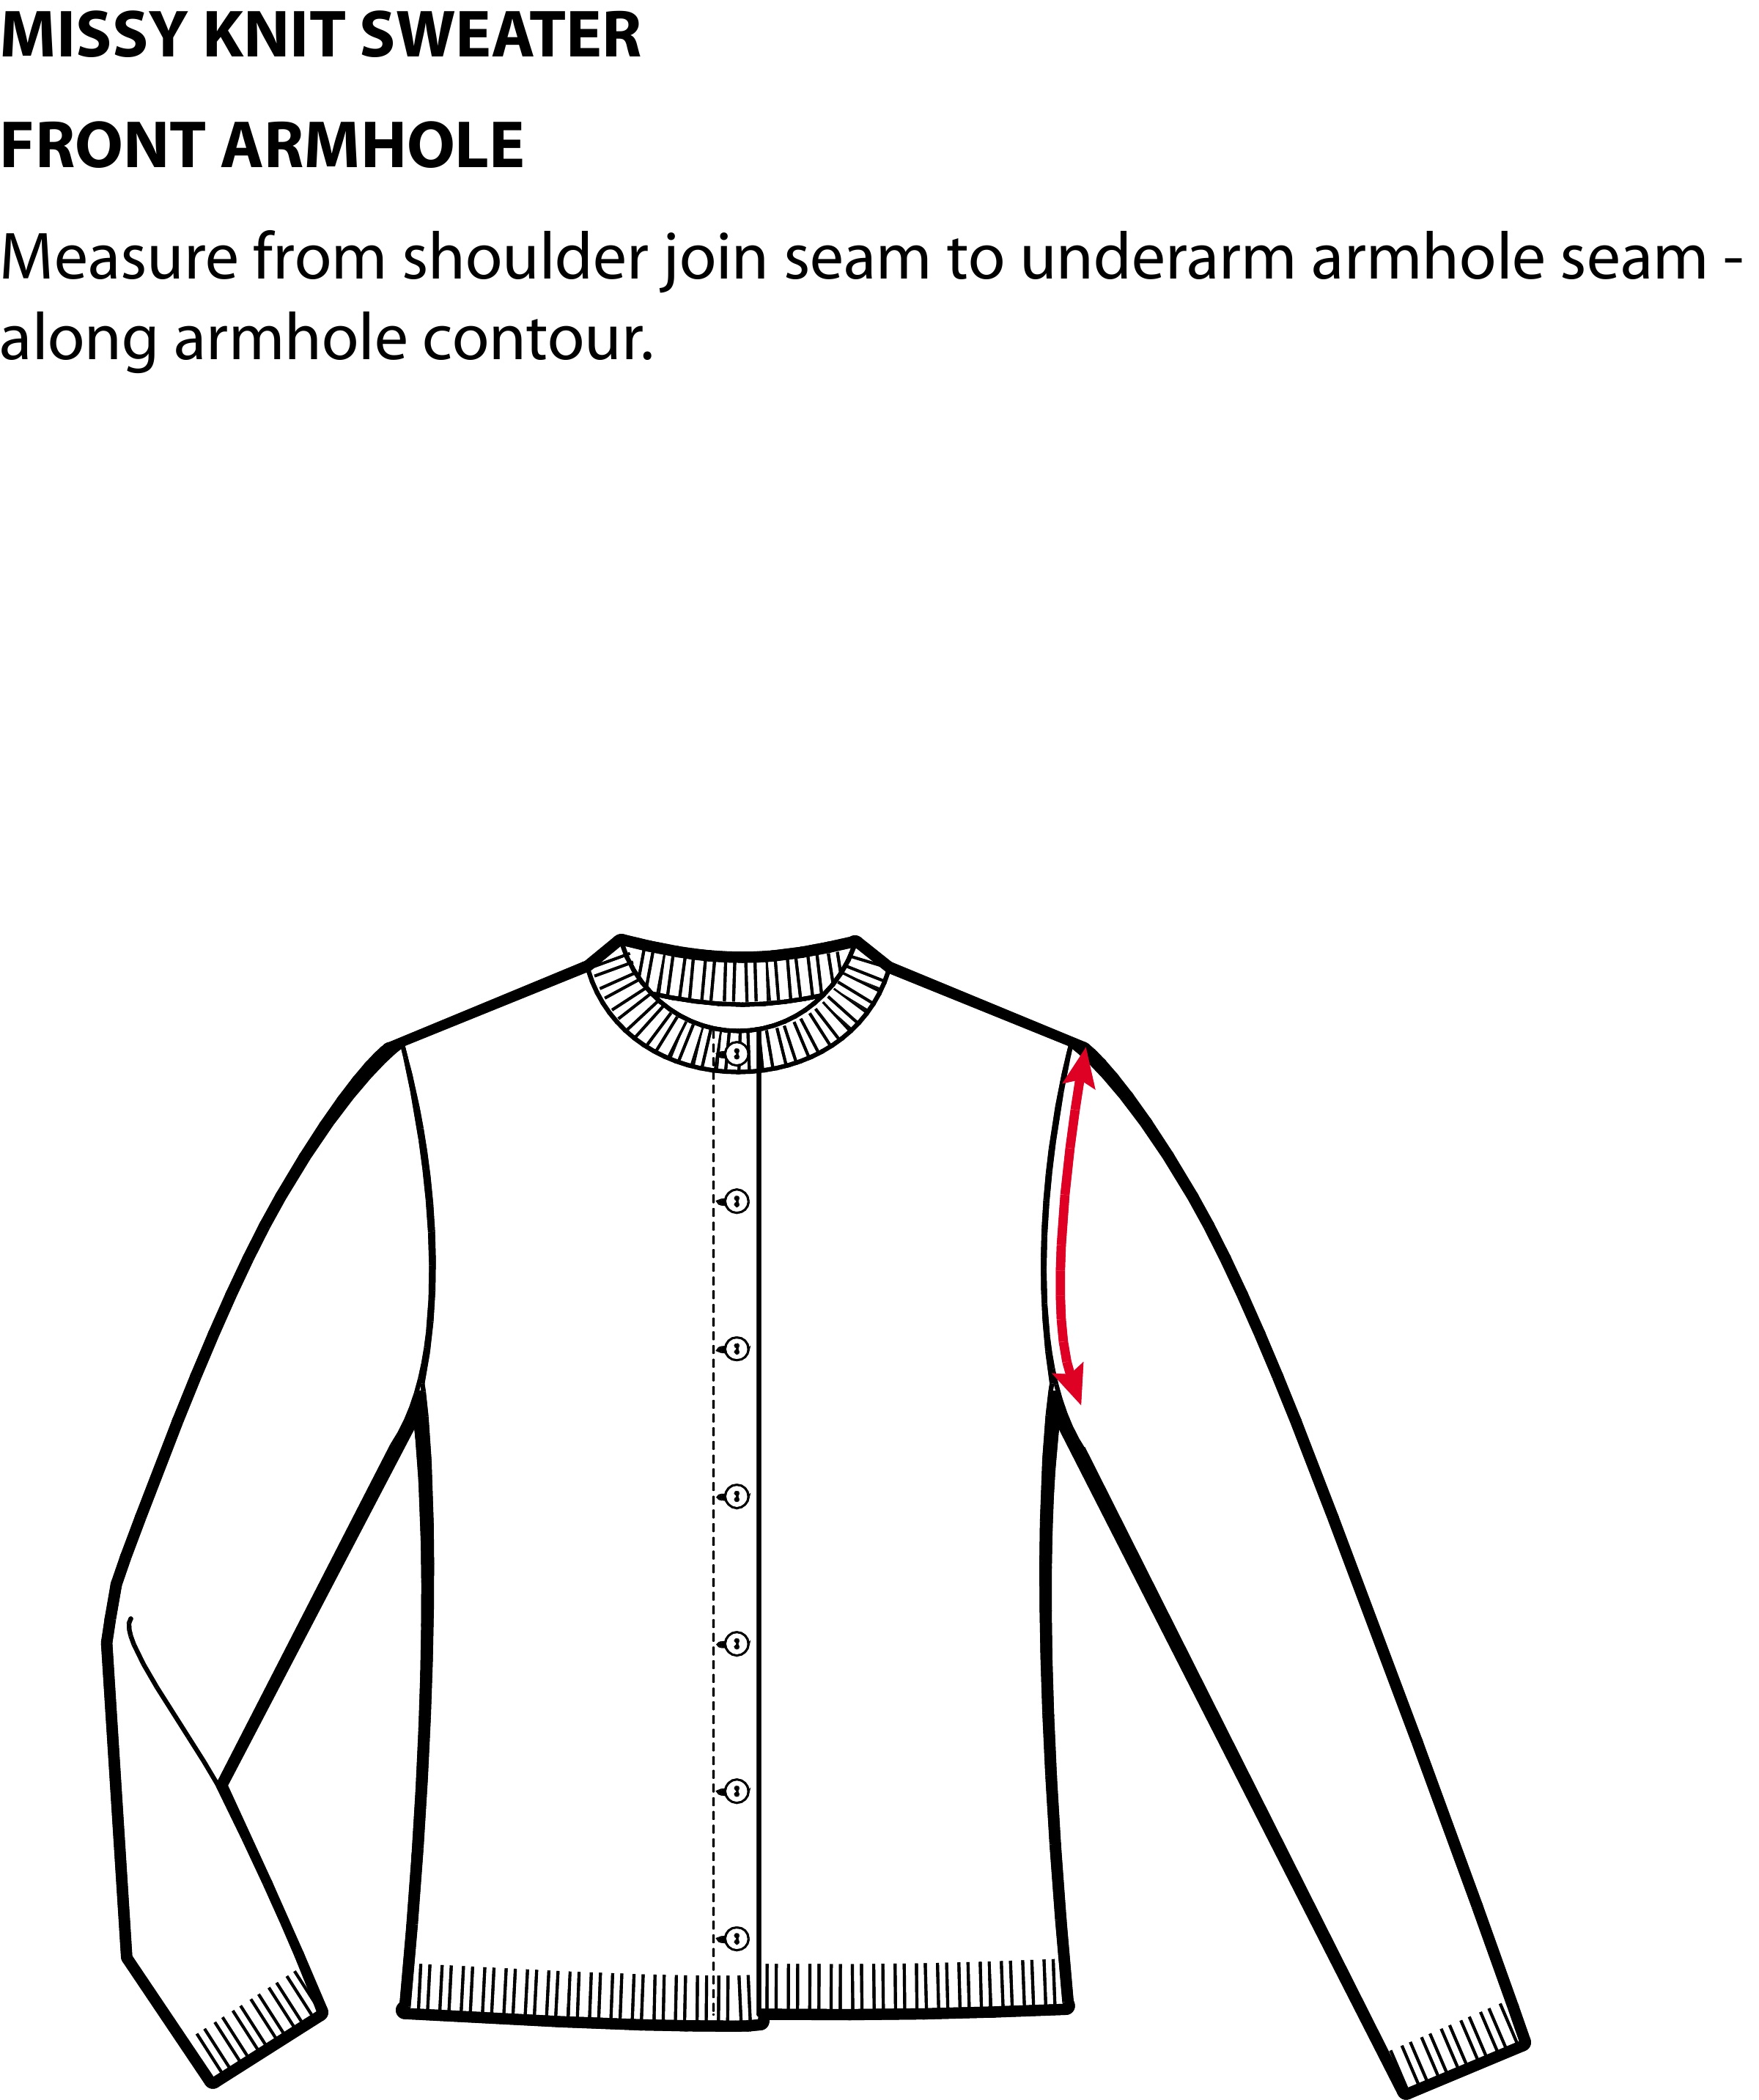 MISSY KNIT SWEATER
FRONT ARMHOLE
Measure from shoulder join seam to underarm armhole seam -
along armhole contour.